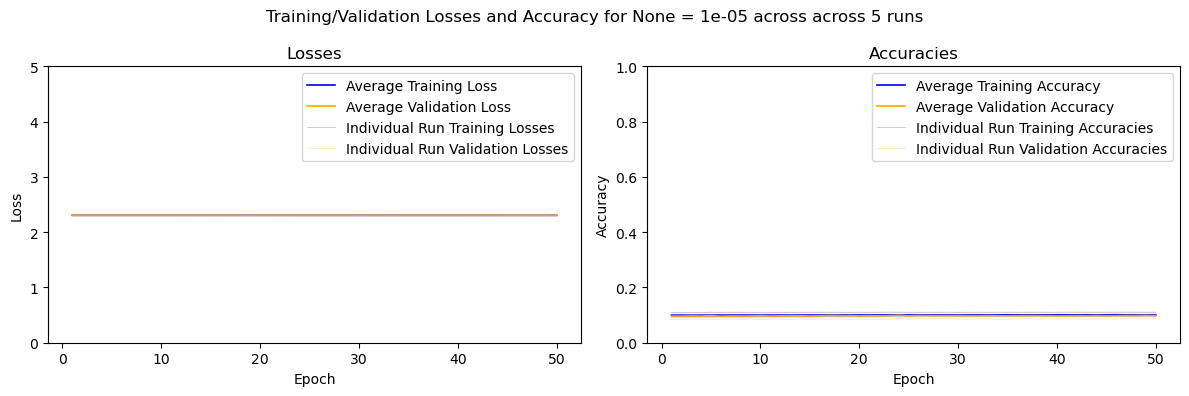 Training/Validation Losses and Accuracy for None = 1e-05 across across 5 runs
Losses
5
4
3
2
1
0
Loss
0
10
20
30
40
50
Epoch
Average Training Loss
Average Validation Loss
Individual Run Training Losses
Individual Run Validation Losses
Accuracies
1.0
0.8
0.6
0.4
0.2
0.0
Accuracy
0
10
20
30
40
50
Epoch
Average Training Accuracy
Average Validation Accuracy
Individual Run Training Accuracies
Individual Run Validation Accuracies